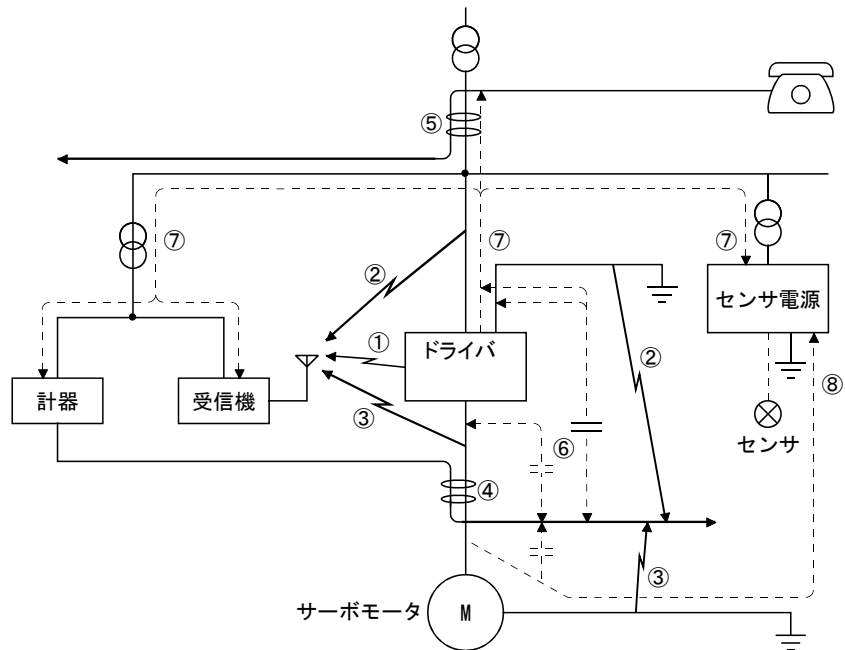 ⑤
⑦
⑦
⑦
②
センサ電源
①
ドライバ
②
⑧
計器
受信機
③
センサ
⑥
④
③
サーボモータ
M